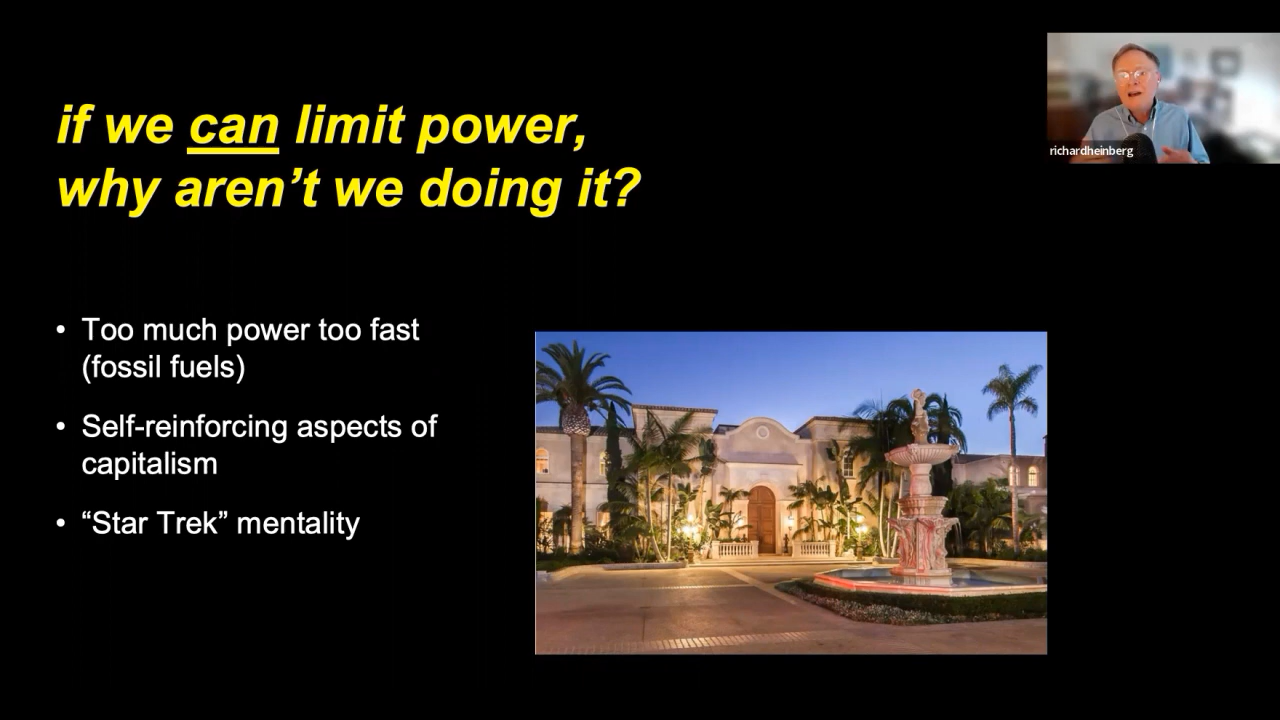 if we can limit power,
why aren’t we doing it?
richardheinberg
• Too much power too fast
(fossil fuels)
• Self-reinforcing aspects of
capitalism
• “Star Trek” mentality